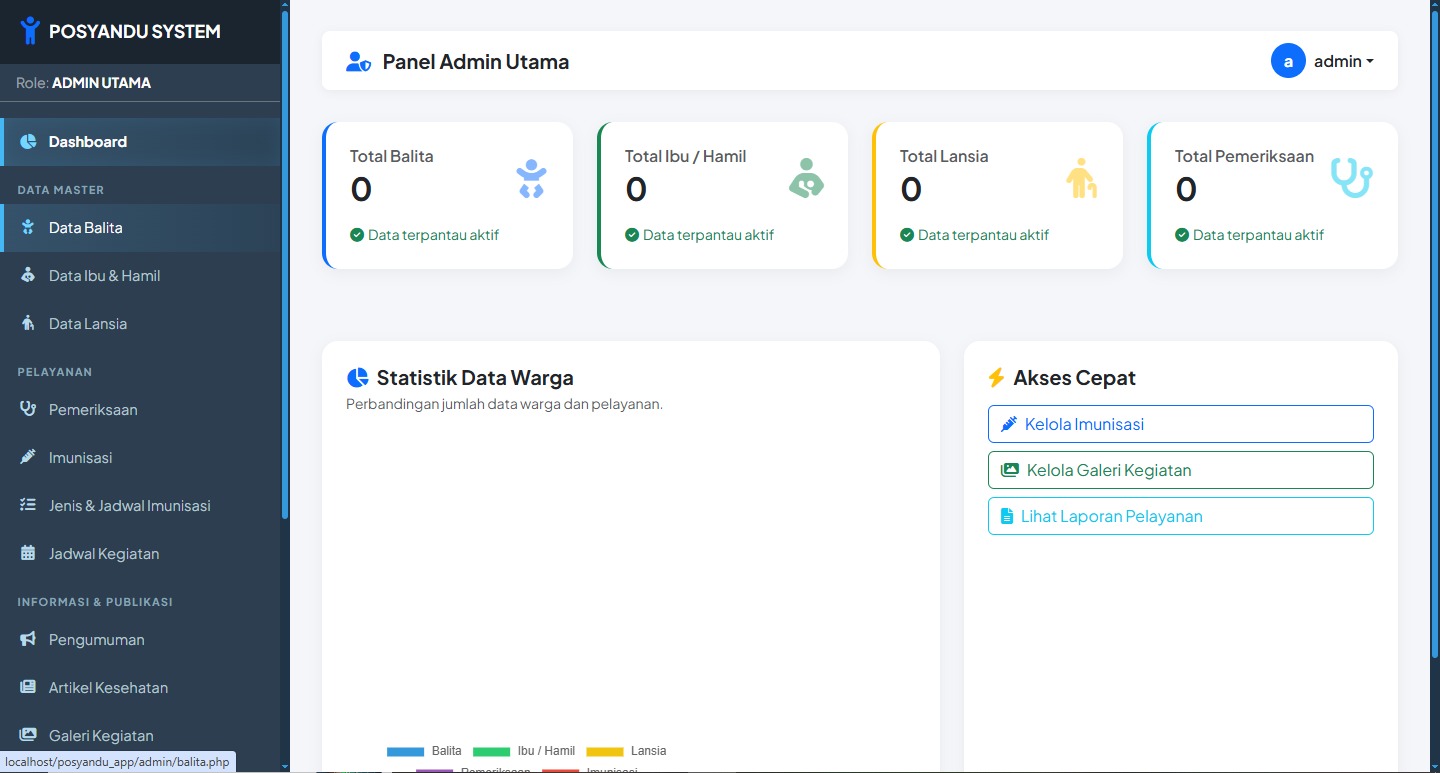 POSYANDU SYSTEM
Role: ADMIN UTAMA
Dashboard
DATA MASTER
Data Balita
Data Ibu & Hamil
Data Lansia
PELAYANAN
Pemeriksaan
Imunisasi
Jenis & Jadwal Imunisasi
Jadwal Kegiatan
INFORMASI & PUBLIKASI
Pengumuman
Artikel Kesehatan
Galeri Kegiatan
localhost/posyandu_app/admin/balita.php
Panel Admin Utama
a admin
Total Balita
0
Data terpantau aktif
Total Ibu / Hamil
0
Data terpantau aktif
Total Lansia
0
Data terpantau aktif
Total Pemeriksaan
0
Data terpantau aktif
Statistik Data Warga
Perbandingan jumlah data warga dan pelayanan.
Balita Ibu / Hamil Lansia
Pemeriksaan Imunisasi
Akses Cepat
Kelola Imunisasi
Kelola Galeri Kegiatan
Lihat Laporan Pelayanan